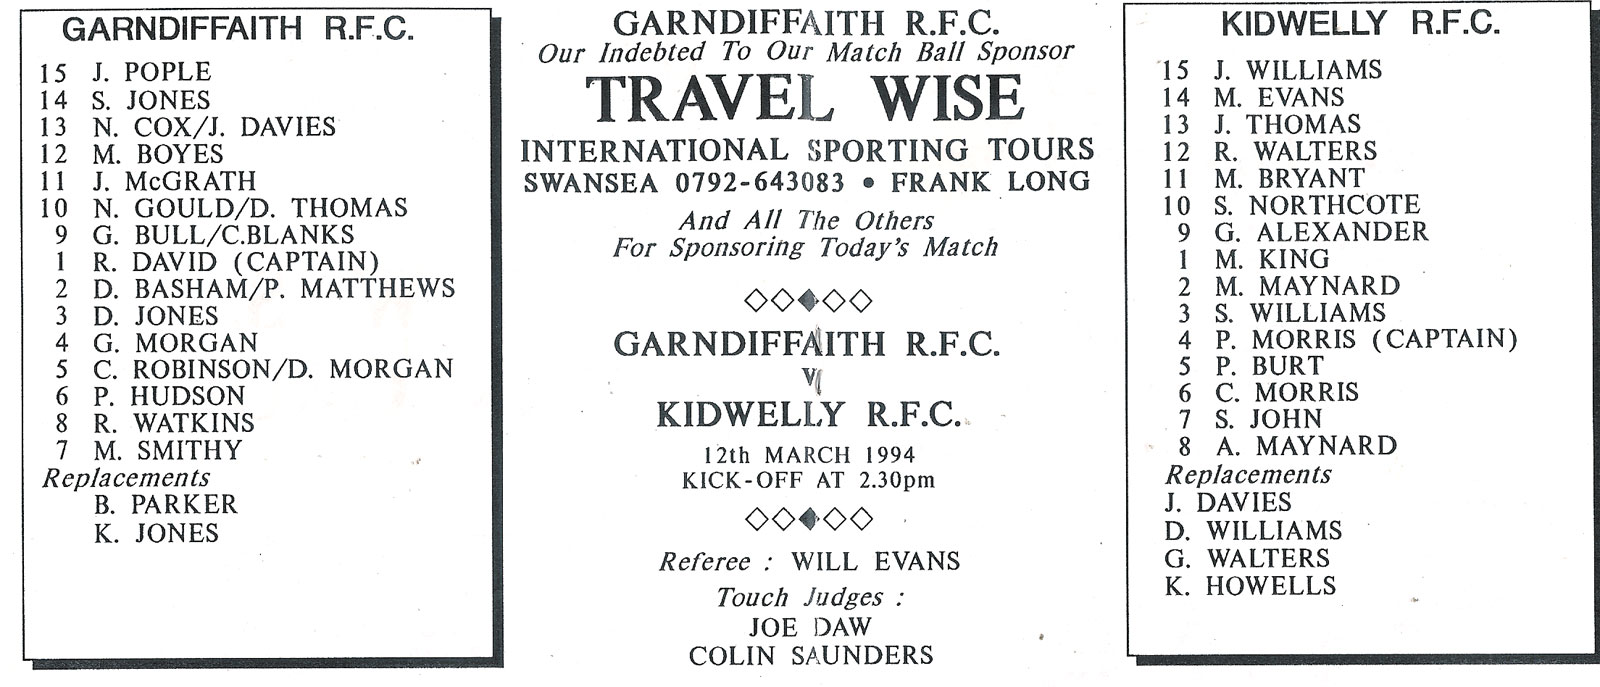 GARNDIFFAITH R.F.C.
15 J. POPLE
14 S. JONES
13 N. COX/J. DAVIES
12 M. BOYES
11 J. McGRATH
10 N. GOULD/D. THOMAS
9 G. BULL/C.BLANKS
1 R. DAVID (CAPTAIN)
2 D. BASHAM/P. MATTHEWS
3 D. JONES
4 G. MORGAN
5 C. ROBINSON/D. MORGAN
6 P. HUDSON
8 R. WATKINS
7 M. SMITHY
Replacements
B. PARKER
K. JONES
GARNDIFFAITH R.F.C.
Our Indebted To Our Match Ball Sponsor
TRAVEL WISE
INTERNATIONAL SPORTING TOURS
SWANSEA 0792-643083 • FRANK LONG
And All The Others
For Sponsoring Today's Match
GARNDIFFAITH R.F.C.
v
KIDWELLY R.F.C.
12th MARCH 1994
KICK-OFF AT 2.30pm
Referee : WILL EVANS
Touch Judges :
JOE DAW
COLIN SAUNDERS
KIDWELLY R.F.C.
15 J. WILLIAMS
14 M. EVANS
13 J. THOMAS
12 R. WALTERS
11 M. BRYANT
10 S. NORTHCOTE
9 G. ALEXANDER
1 M. KING
2 M. MAYNARD
3 S. WILLIAMS
4 P. MORRIS (CAPTAIN)
5 P. BURT
6 C. MORRIS
7 S. JOHN
8 A. MAYNARD
Replacements
J. DAVIES
D. WILLIAMS
G. WALTERS
K. HOWELLS